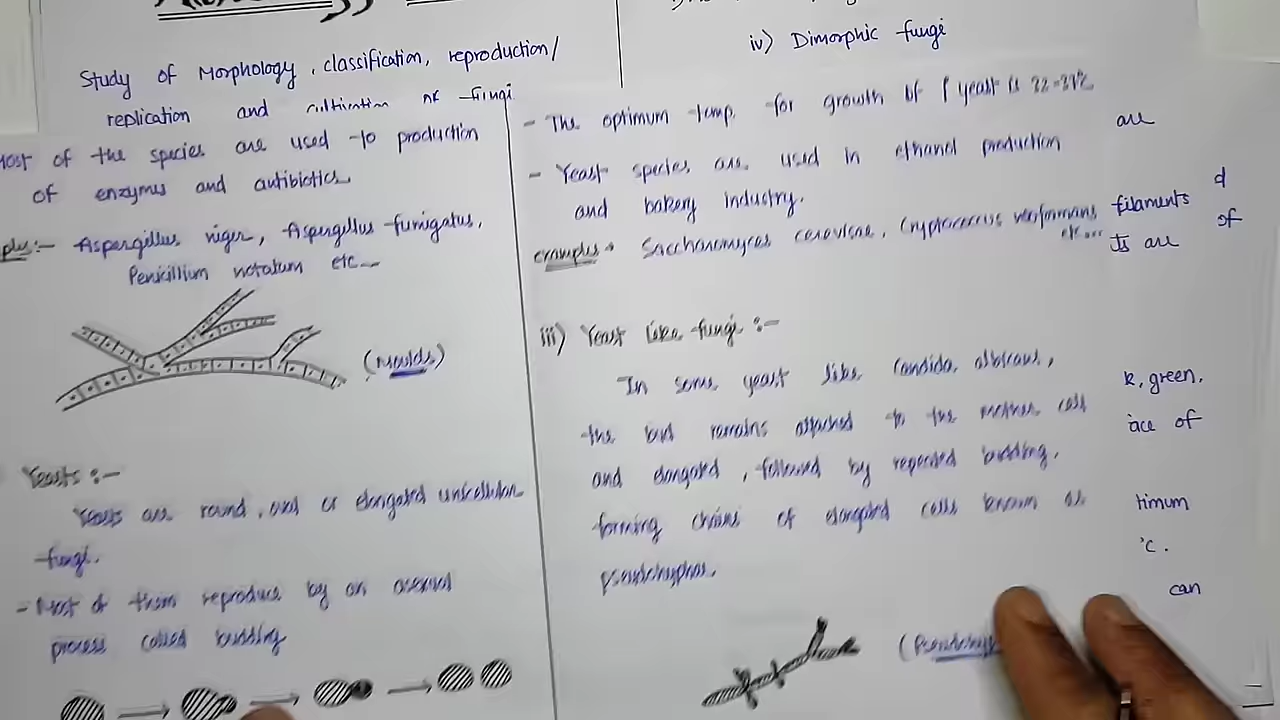 Study of Morphology, classification, reproduction/
replication and cultivation of fungi
Most of the species are used to production
of enzymes and antibiotics
ples:- Aspergillus niger, Aspergillus fumigatus,
Penicillium notatum etc
(Moulds)
Yeasts :-
Yeasts are round, oval or elongated unicellular
fungi.
- Most of them reproduce by an asexual
process called budding
iv) Dimorphic fungi
- The optimum temp. for growth of yeast is
- Yeast species are used in ethanol production
and bakery industry.
examples → Saccharomyces cerevisiae, Cryptococcus neoformans
etc
iii) Yeast like fungi :-
In some yeast like Candida albicans,
the bud remains attached to the mother cell
and elongated, followed by repeated budding,
forming chains of elongated cells known as
pseudohyphae.
are
d
filaments
of
ts are
k, green,
ace of
timum
'c.
can